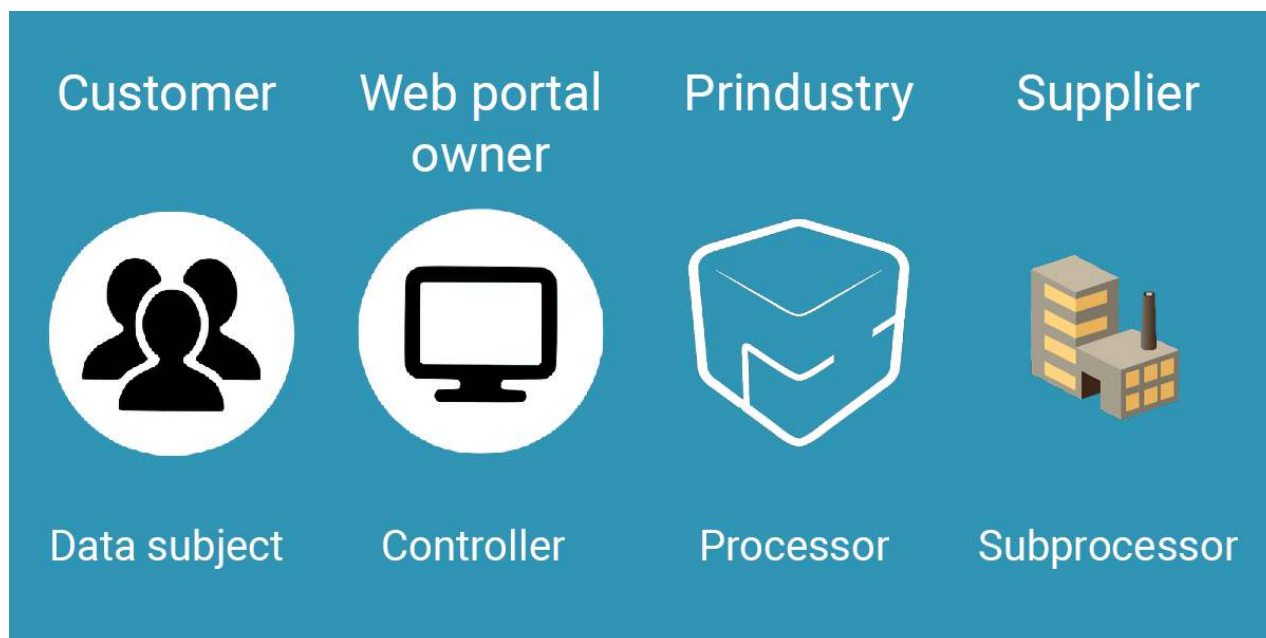 Customer
Web portal
owner
Prindustry
Supplier
Data subject
Controller
Processor
Subprocessor